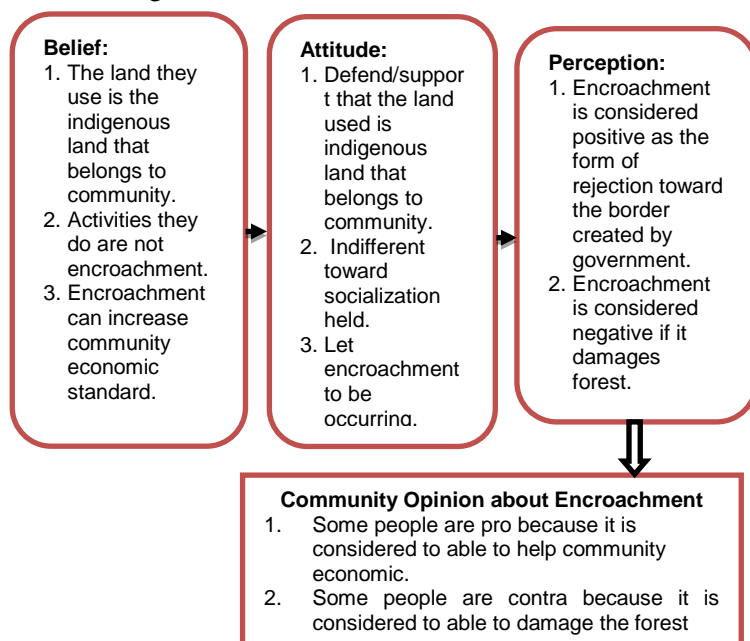 Belief:
1. The land they
use is the
indigenous
land that
belongs to
community.
2. Activities they
do are not
encroachment.
3. Encroachment
can increase
community
economic
standard.
Attitude:
1. Defend/suppor
t that the land
used is
indigenous
land that
belongs to
community.
2. Indifferent
toward
socialization
held.
3. Let
encroachment
to be
occurring.
Perception:
1. Encroachment
is considered
positive as the
form of
rejection toward
the border
created by
government.
2. Encroachment
is considered
negative if it
damages
forest.
Community Opinion about Encroachment
1. Some people are pro because it is
considered to able to help community
economic.
2. Some people are contra because it is
considered to able to damage the forest